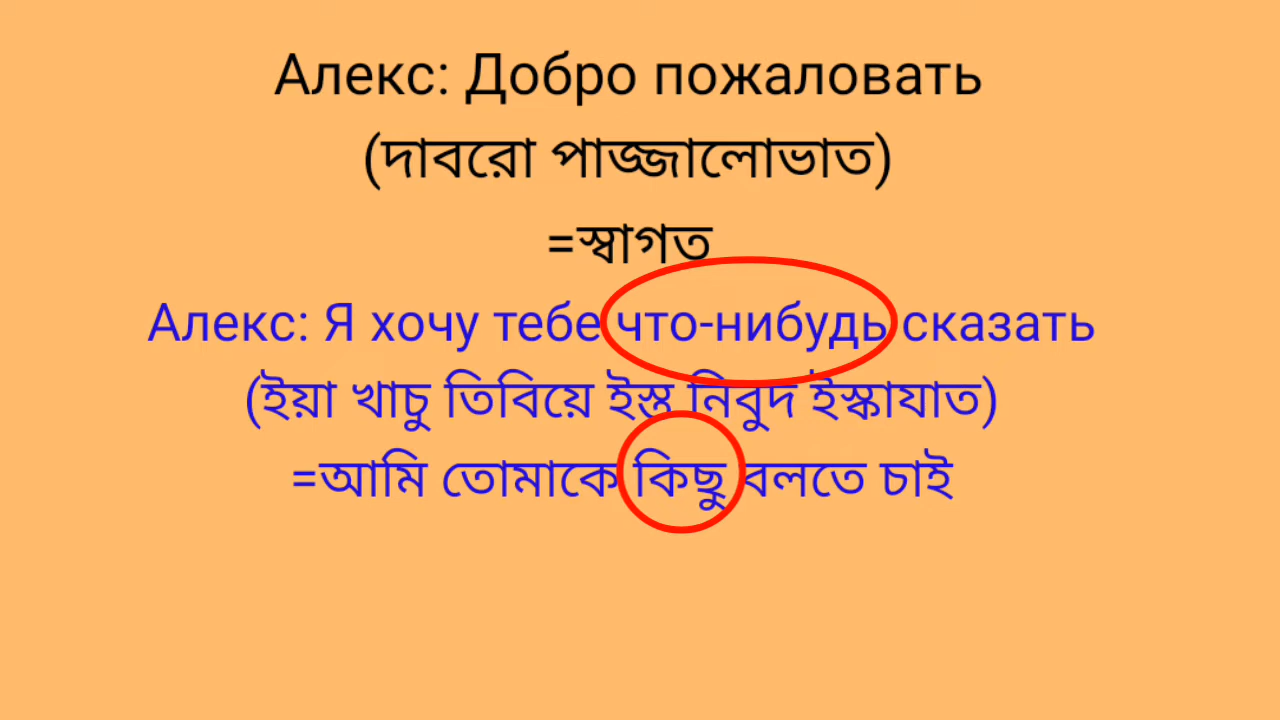 Алекс: Добро пожаловать
(দাবরো পাজ্জালোভাত)
=স্বাগত
Алекс: Я хочу тебе что-нибудь сказать
(ইয়া খাচু তিবিয়ে ইস্ত নিবুদ ইস্কাযাত)
=আমি তোমাকে কিছু বলতে চাই